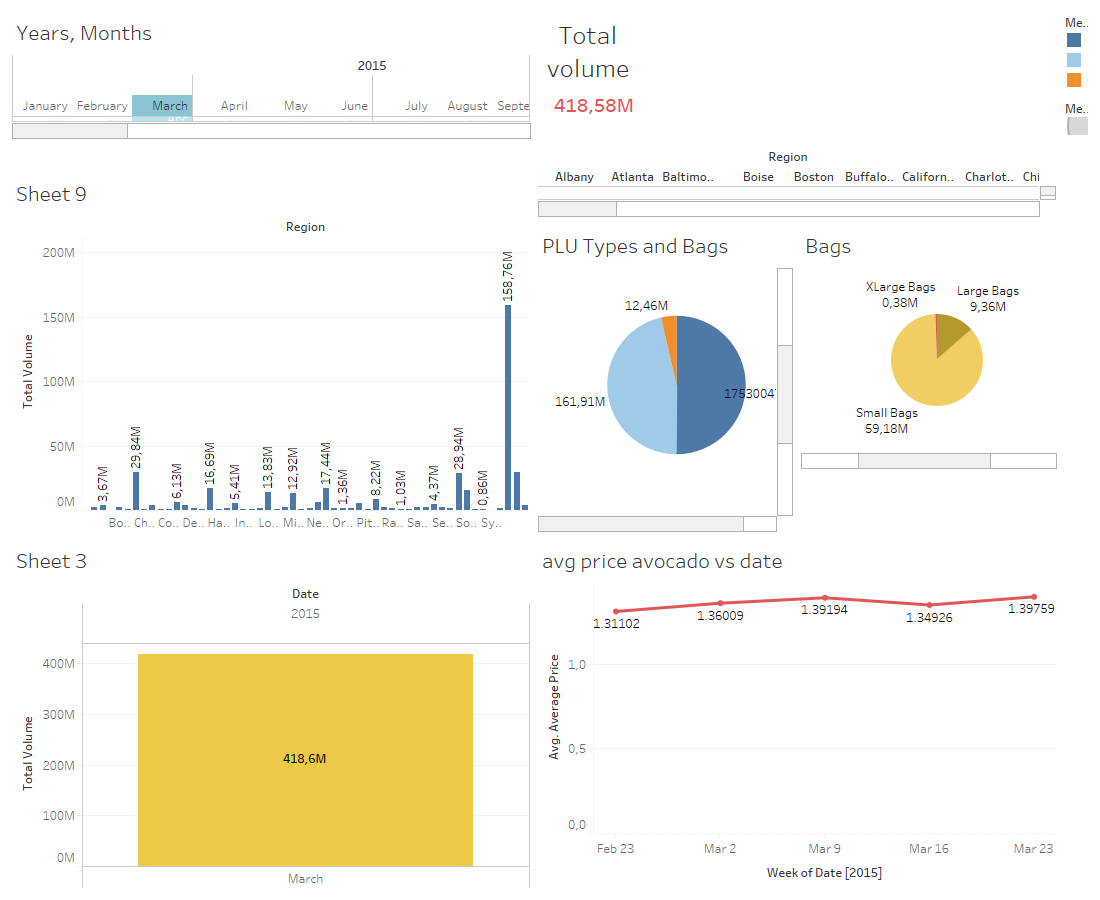 Years, Months
2015
January February March April May June July August Septe
Total
volume
418,58M
Me..
Me..
Region
Albany Atlanta Baltimo.. Boise Boston Buffalo.. Californ.. Charlot.. Chi
Sheet 9
Region
Total Volume
200M
150M
100M
50M
0M
3,67M
29,84M
6,13M
16,69M
5,41M
13,83M
12,92M
17,44M
1,36M
8,22M
1,03M
4,37M
28,94M
0,86M
158,76M
Bo.. Ch.. Co.. De.. Ha.. In.. Lo.. Mi.. Ne.. Or.. Pit.. Ra.. Sa.. Se.. So.. Sy..
PLU Types and Bags
12,46M
161,91M
1753004
Bags
XLarge Bags
0,38M
Large Bags
9,36M
Small Bags
59,18M
Sheet 3
Date
2015
Total Volume
400M
300M
200M
100M
0M
418,6M
March
avg price avocado vs date
Avg. Average Price
1,0
0,5
0,0
1.31102
1.36009
1.39194
1.34926
1.39759
Feb 23 Mar 2 Mar 9 Mar 16 Mar 23
Week of Date [2015]